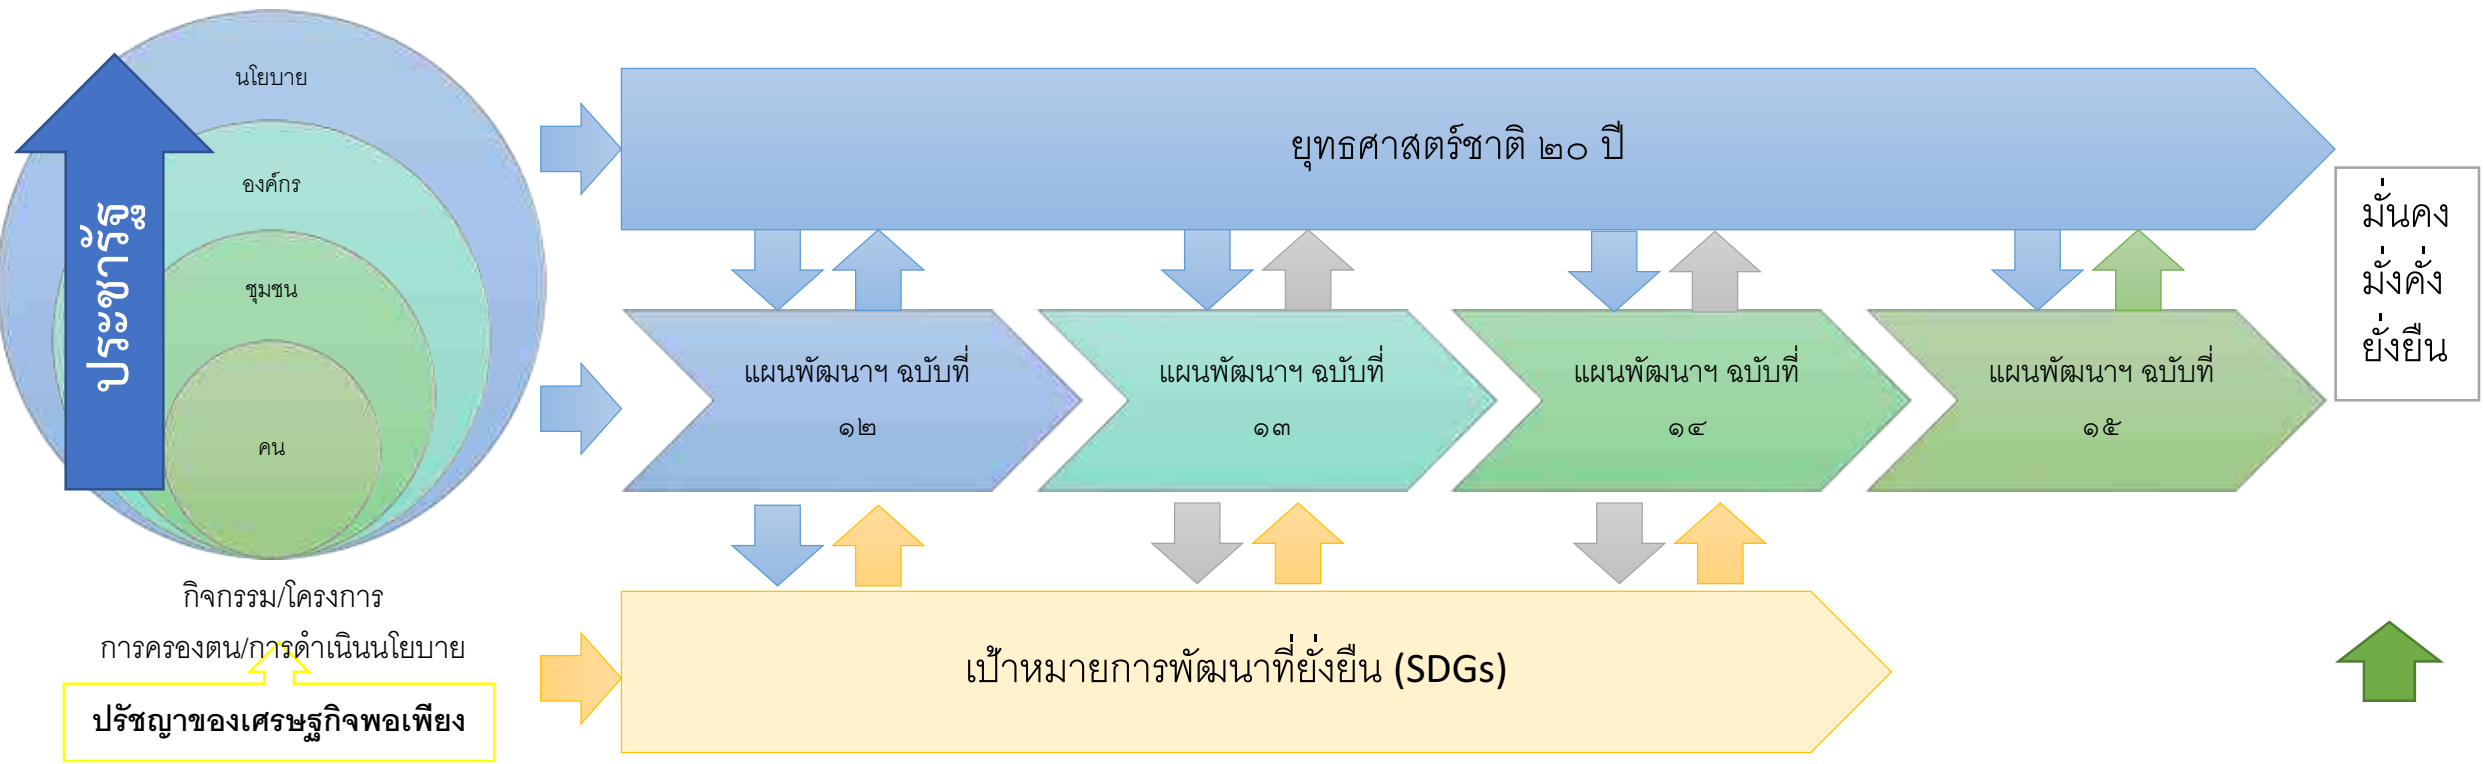 นโยบาย
องค์กร
ชุมชน
คน
ประชารัฐ
กิจกรรม/โครงการ
การครองตน/การดำเนินนโยบาย
ปรัชญาของเศรษฐกิจพอเพียง
ยุทธศาสตร์ชาติ ๒๐ ปี
แผนพัฒนาฯ ฉบับที่
๑๒
แผนพัฒนาฯ ฉบับที่
๑๓
แผนพัฒนาฯ ฉบับที่
๑๔
แผนพัฒนาฯ ฉบับที่
๑๕
เป้าหมายการพัฒนาที่ยั่งยืน (SDGs)
มั่นคง
มั่งคั่ง
ยั่งยืน